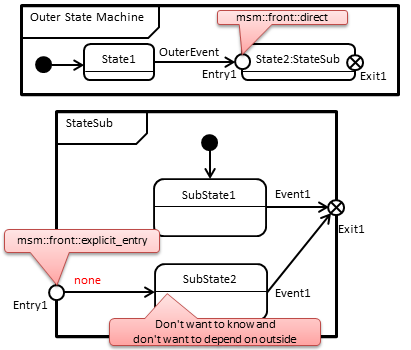 Outer State Machine
msm::front::direct
State1
OuterEvent
State2:StateSub
Entry1
Exit1
StateSub
SubState1
Event1
msm::front::explicit_entry
Exit1
none
SubState2
Entry1
Event1
Don't want to know and
don't want to depend on outside